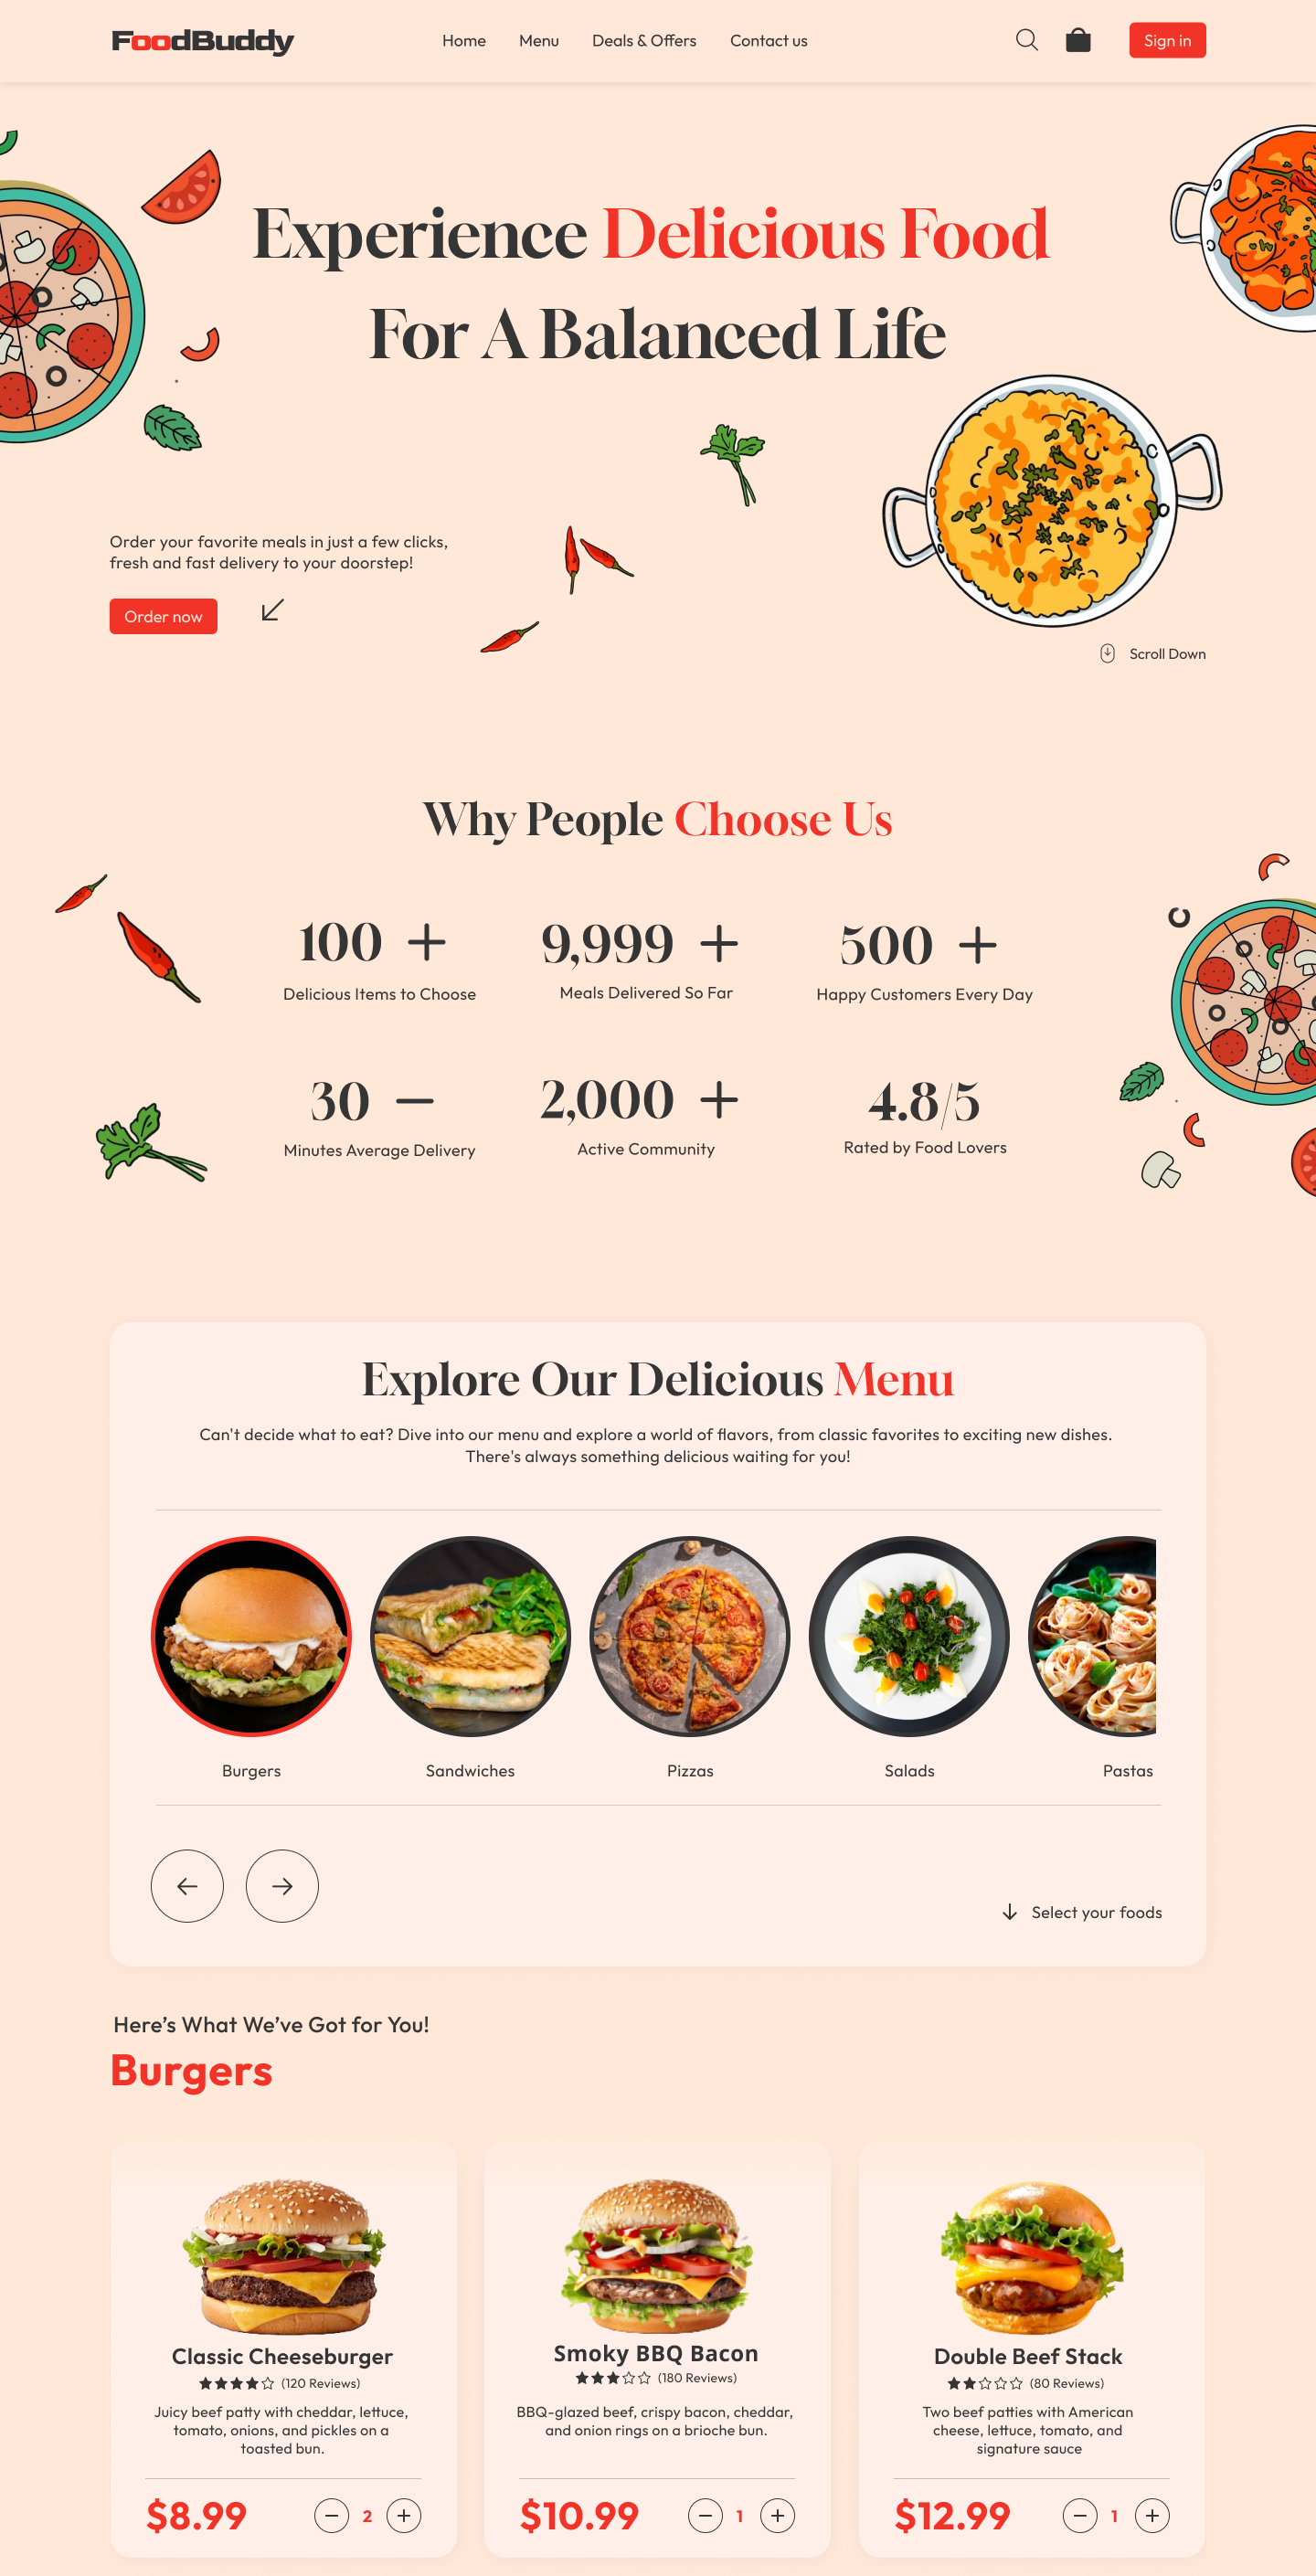 FoodBuddy
Home Menu Deals & Offers Contact us
Sign in
Experience Delicious Food
For A Balanced Life
Order your favorite meals in just a few clicks,
fresh and fast delivery to your doorstep!
Order now
Scroll Down
Why People Choose Us
100 +
Delicious Items to Choose
9,999 +
Meals Delivered So Far
500 +
Happy Customers Every Day
30 –
Minutes Average Delivery
2,000 +
Active Community
4.8/5
Rated by Food Lovers
Explore Our Delicious Menu
Can't decide what to eat? Dive into our menu and explore a world of flavors, from classic favorites to exciting new dishes.
There's always something delicious waiting for you!
Burgers
Sandwiches
Pizzas
Salads
Pastas
Select your foods
Here’s What We’ve Got for You!
Burgers
Classic Cheeseburger
(120 Reviews)
Juicy beef patty with cheddar, lettuce,
tomato, onions, and pickles on a
toasted bun.
$8.99
2
Smoky BBQ Bacon
(180 Reviews)
BBQ-glazed beef, crispy bacon, cheddar,
and onion rings on a brioche bun.
$10.99
1
Double Beef Stack
(80 Reviews)
Two beef patties with American
cheese, lettuce, tomato, and
signature sauce
$12.99
1